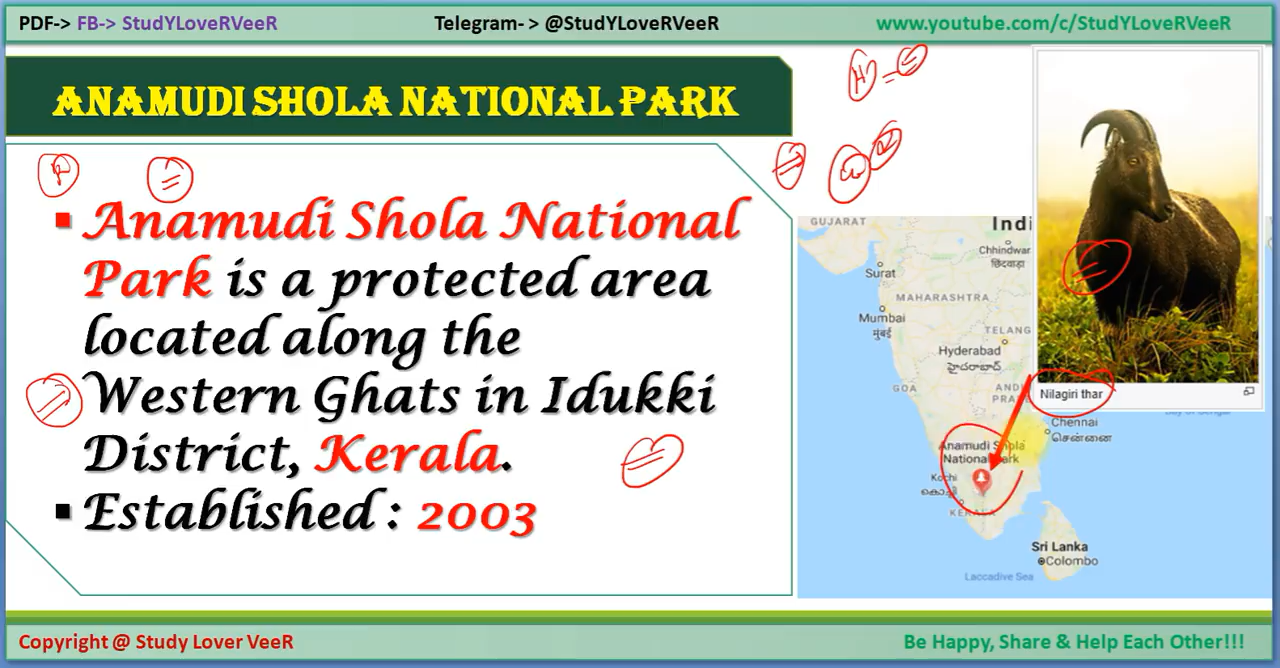 PDF-> FB-> StudYLoveRVeeR
Telegram- > @StudYLoveRVeeR
www.youtube.com/c/StudYLoveRVeeR
ANAMUDI SHOLA NATIONAL PARK
Anamudi Shola National
Park is a protected area
located along the
Western Ghats in Idukki
District, Kerala.
Established : 2003
GUJARAT
Indi
Chhindwar
Surat
MAHARASHTRA
Mumbai
मुंबई
TELANG
Hyderabad
హైదరాబాద్
GOA
AND
PRA
Nilagiri thar
Chennai
சென்னை
Anamudi Shola
National Park
Kochi
KERALA
Sri Lanka
Colombo
Laccadive Sea
Copyright @ Study Lover VeeR
Be Happy, Share & Help Each Other!!!